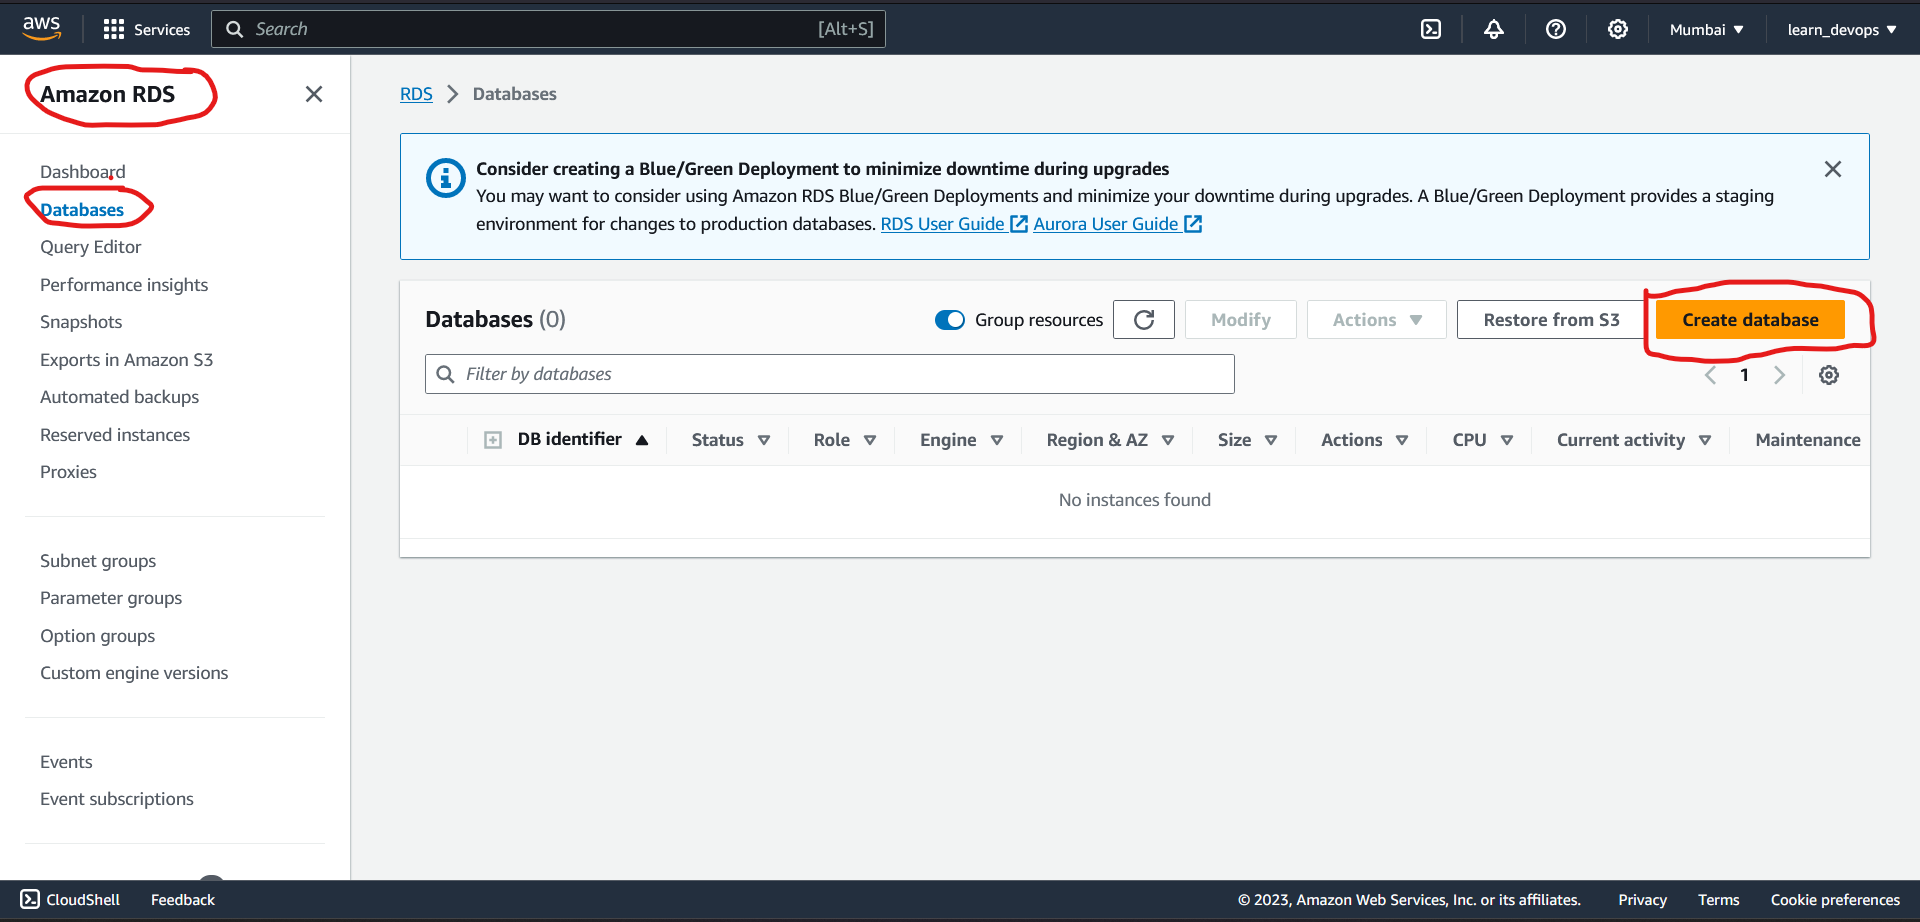 aws
Services
Search
[Alt+S]
Mumbai
learn_devops
Amazon RDS
Dashboard
Databases
Query Editor
Performance insights
Snapshots
Exports in Amazon S3
Automated backups
Reserved instances
Proxies
Subnet groups
Parameter groups
Option groups
Custom engine versions
Events
Event subscriptions
RDS
Databases
Consider creating a Blue/Green Deployment to minimize downtime during upgrades
You may want to consider using Amazon RDS Blue/Green Deployments and minimize your downtime during upgrades. A Blue/Green Deployment provides a staging
environment for changes to production databases. RDS User Guide Aurora User Guide
Databases (0)
Group resources
Modify
Actions
Restore from S3
Create database
Filter by databases
1
DB identifier
Status
Role
Engine
Region & AZ
Size
Actions
CPU
Current activity
Maintenance
No instances found
CloudShell
Feedback
© 2023, Amazon Web Services, Inc. or its affiliates.
Privacy
Terms
Cookie preferences